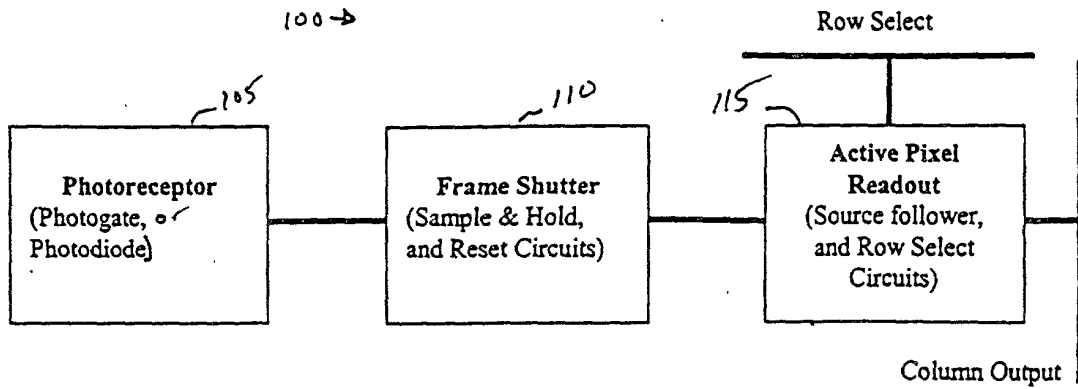 100→
Row Select
105
110
115
Photoreceptor
(Photogate, or
Photodiode)
Frame Shutter
(Sample & Hold,
and Reset Circuits)
Active Pixel
Readout
(Source follower,
and Row Select
Circuits)
Column Output